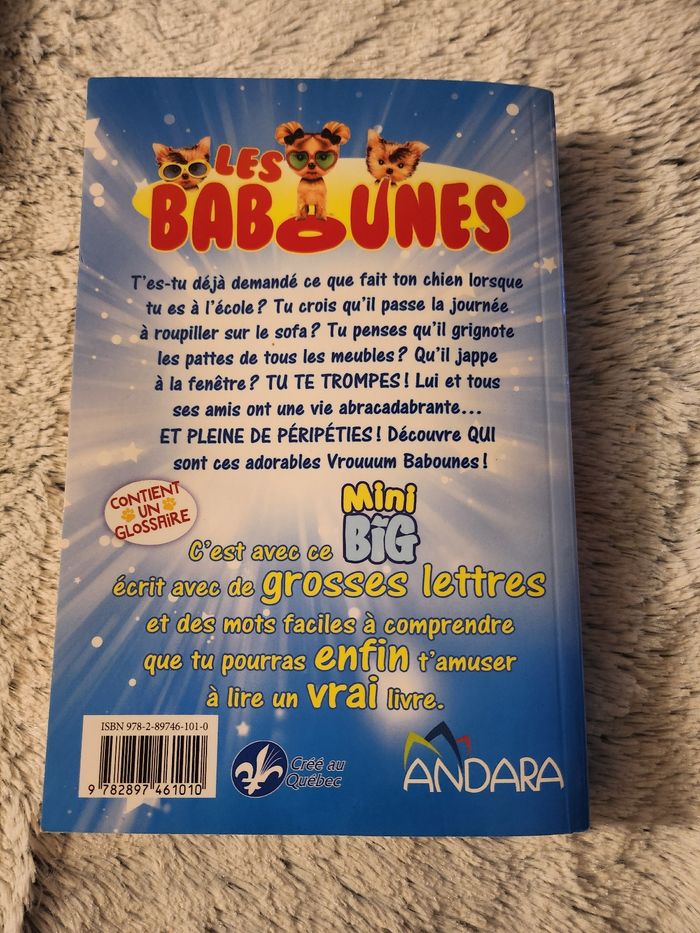 LES
BABOUNES
T'es-tu déjà demandé ce que fait ton chien lorsque
tu es à l'école? Tu crois qu'il passe la journée
à roupiller sur le sofa? Tu penses qu'il grignote
les pattes de tous les meubles? Qu'il jappe
à la fenêtre? TU TE TROMPES! Lui et tous
ses amis ont une vie abracadabrante...
ET PLEINE DE PÉRIPÉTIES! Découvre QUI
sont ces adorables Vrouuum Babounes!
CONTIENT
UN
GLOSSAIRE
Mini
BIG
C'est avec ce
écrit avec de grosses lettres
et des mots faciles à comprendre
que tu pourras enfin t'amuser
à lire un vrai livre.
ISBN 978-2-89746-101-0
9 782897 461010
Créé au
Québec
ANDARA